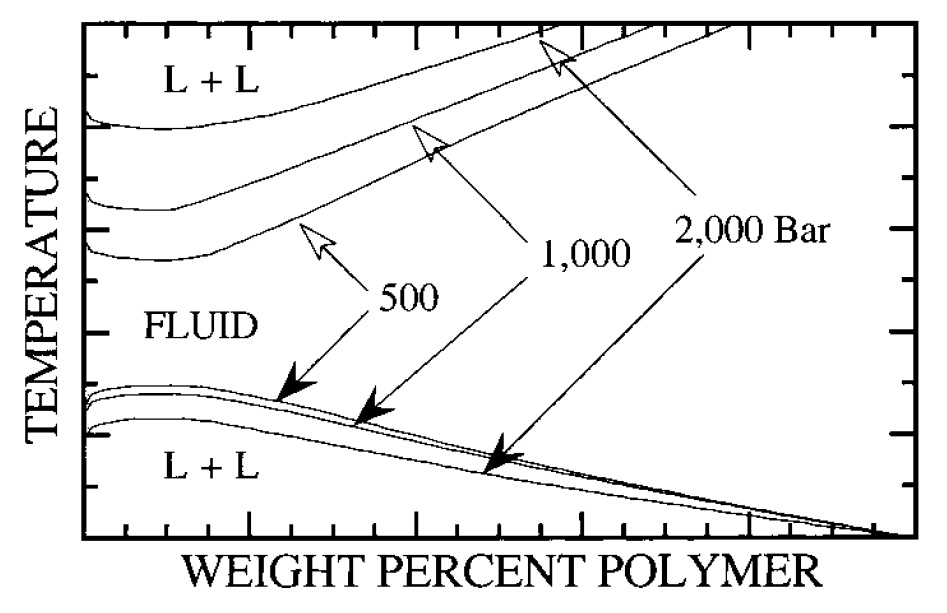 L + L
2,000 Bar
1,000
500
FLUID
L + L
TEMPERATURE
WEIGHT PERCENT POLYMER